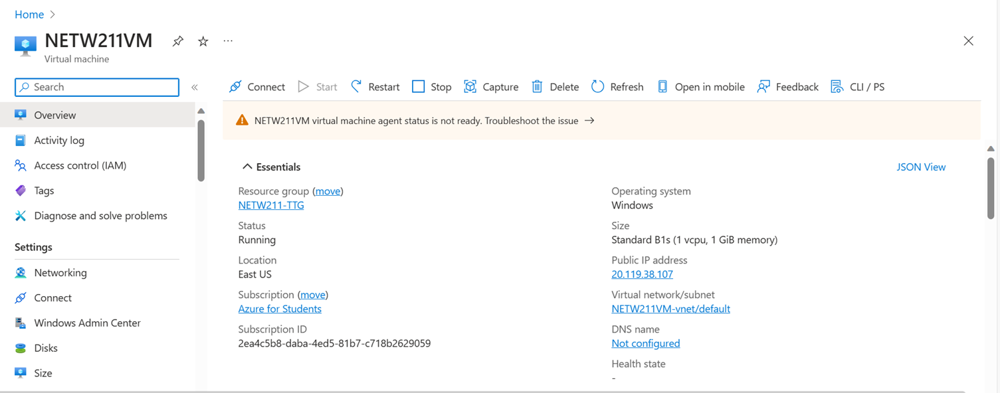 Home
NETW211VM
Virtual machine
Search
Connect Start Restart Stop Capture Delete Refresh Open in mobile Feedback CLI / PS
Overview
NETW211VM virtual machine agent status is not ready. Troubleshoot the issue →
Activity log
Access control (IAM)
Tags
Diagnose and solve problems
Settings
Networking
Connect
Windows Admin Center
Disks
Size
Essentials
JSON View
Resource group (move)
NETW211-TTG
Status
Running
Location
East US
Subscription (move)
Azure for Students
Subscription ID
2ea4c5b8-daba-4ed5-81b7-c718b2629059
Operating system
Windows
Size
Standard B1s (1 vcpu, 1 GiB memory)
Public IP address
20.119.38.107
Virtual network/subnet
NETW211VM-vnet/default
DNS name
Not configured
Health state
-